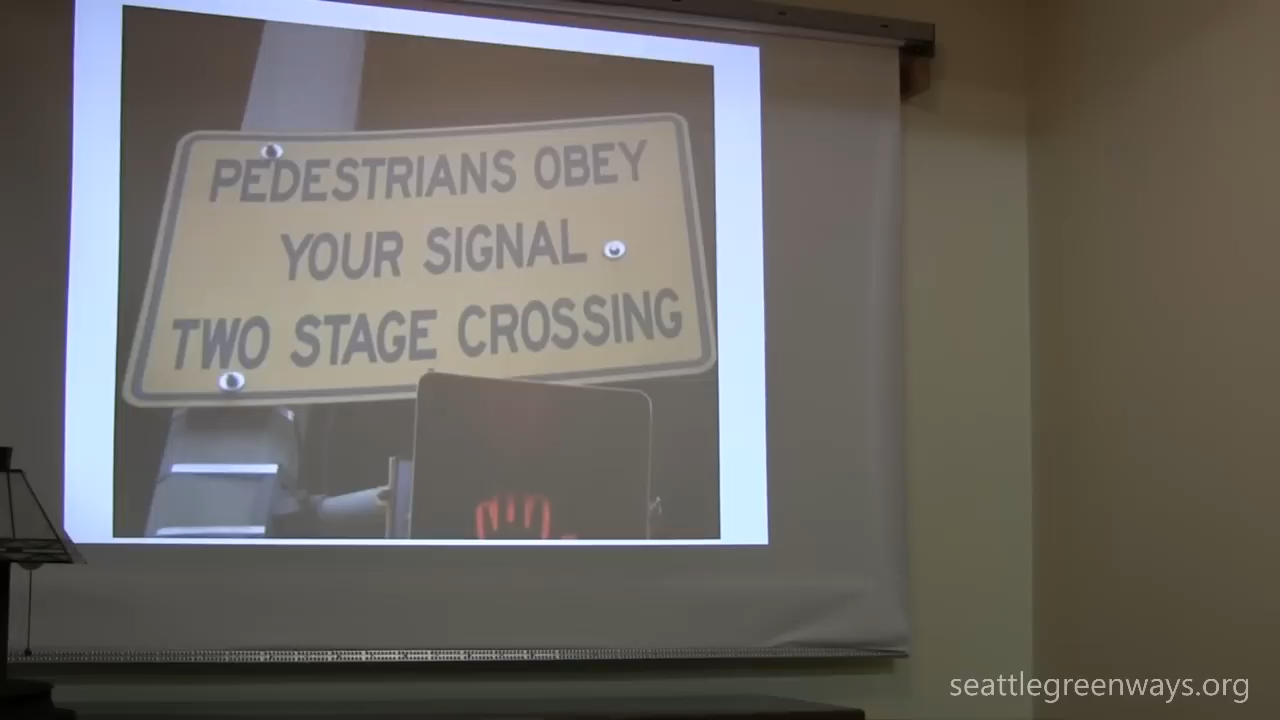 PEDESTRIANS OBEY
YOUR SIGNAL
TWO STAGE CROSSING
seattlegreenways.org